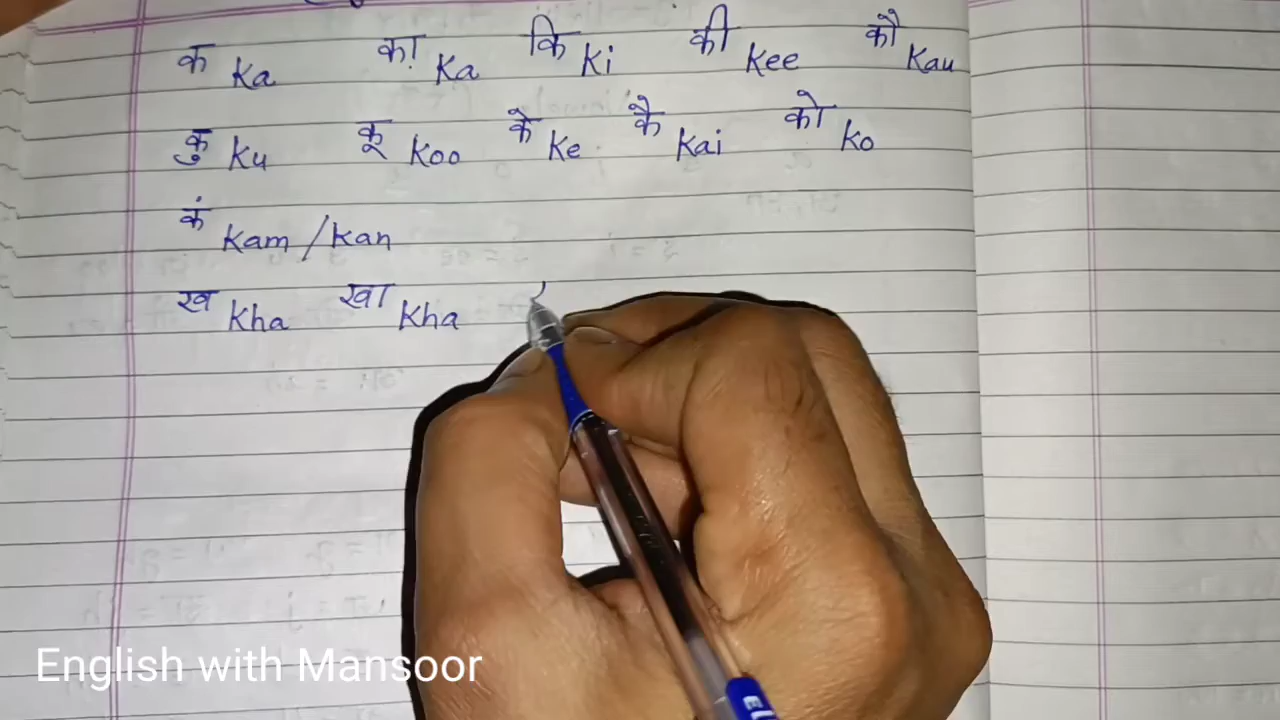 क ka का ka कि ki की kee कौ kau
कु ku कू koo के ke कै kai को ko
कं kam / kan
ख kha खा kha
English with Mansoor